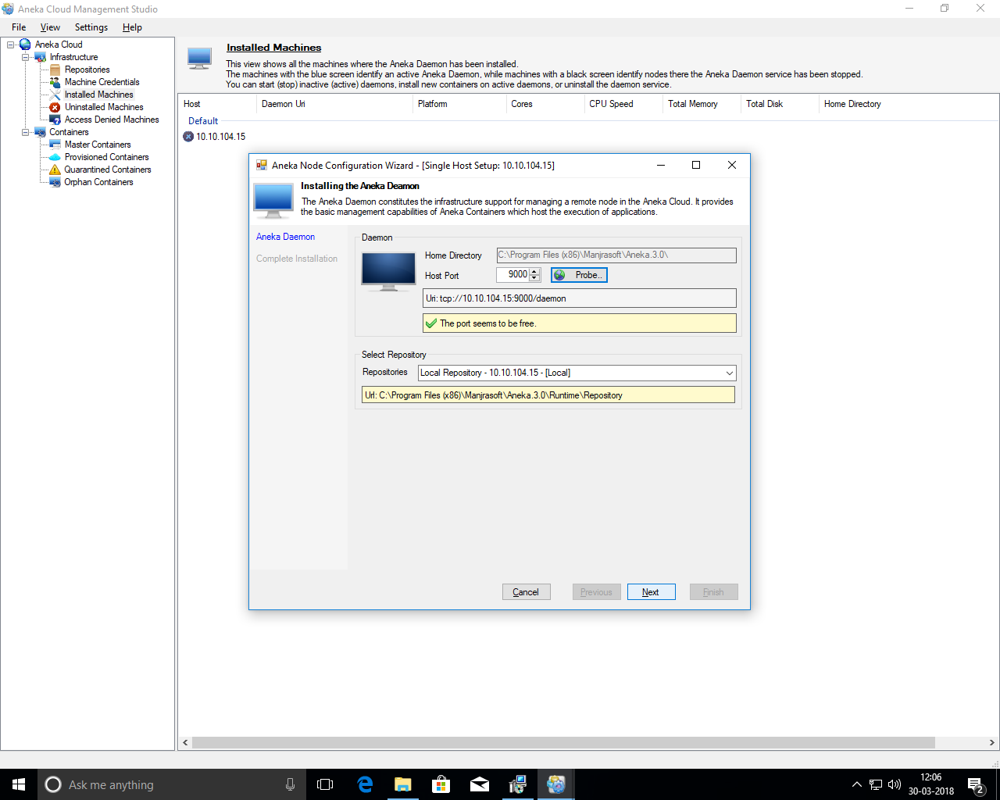 Aneka Cloud Management Studio
File View Settings Help
Aneka Cloud
Infrastructure
Repositories
Machine Credentials
Installed Machines
Uninstalled Machines
Access Denied Machines
Containers
Master Containers
Provisioned Containers
Quarantined Containers
Orphan Containers
Installed Machines
This view shows all the machines where the Aneka Daemon has been installed.
The machines with the blue screen identify an active Aneka Daemon, while machines with a black screen identify nodes there the Aneka Daemon service has been stopped.
You can start (stop) inactive (active) daemons, install new containers on active daemons, or uninstall the daemon service.
Host Daemon Uri Platform Cores CPU Speed Total Memory Total Disk Home Directory
Default
10.10.104.15
Aneka Node Configuration Wizard - [Single Host Setup: 10.10.104.15]
Installing the Aneka Deamon
The Aneka Daemon constitutes the infrastructure support for managing a remote node in the Aneka Cloud. It provides
the basic management capabilities of Aneka Containers which host the execution of applications.
Aneka Daemon
Complete Installation
Daemon
Home Directory C:\Program Files (x86)\Manjrasoft\Aneka.3.0\
Host Port 9000 Probe..
Uri: tcp://10.10.104.15:9000/daemon
The port seems to be free.
Select Repository
Repositories Local Repository - 10.10.104.15 - [Local]
Url: C:\Program Files (x86)\Manjrasoft\Aneka.3.0\Runtime\Repository
Cancel Previous Next Finish
Ask me anything
12:06
30-03-2018
2